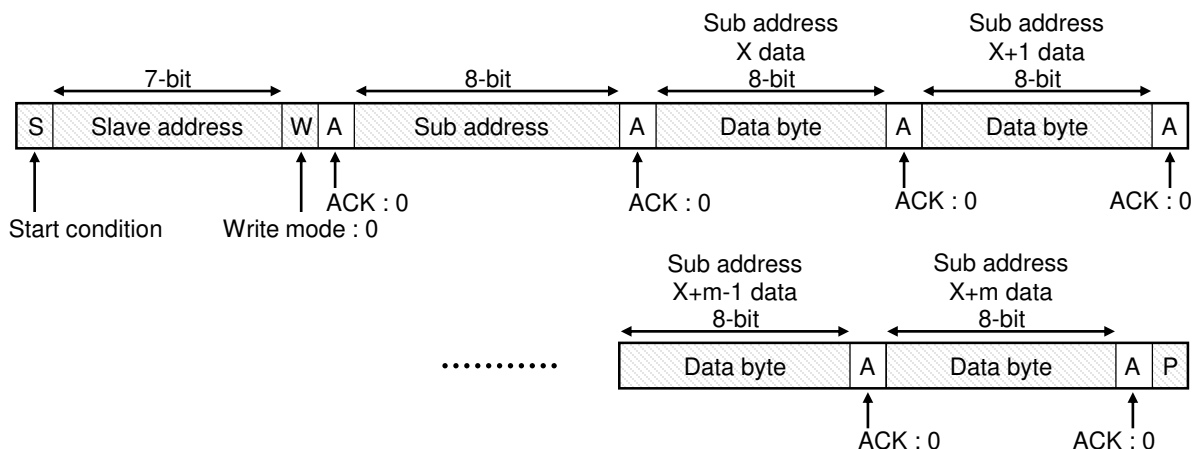 Sub address Sub address
X data X+1 data
7-bit 8-bit 8-bit 8-bit
S Slave address W A Sub address A Data byte A Data byte A
ACK : 0 ACK : 0 ACK : 0 ACK : 0
Start condition Write mode : 0
Sub address Sub address
X+m-1 data X+m data
8-bit 8-bit
........... Data byte A Data byte A P
ACK : 0 ACK : 0